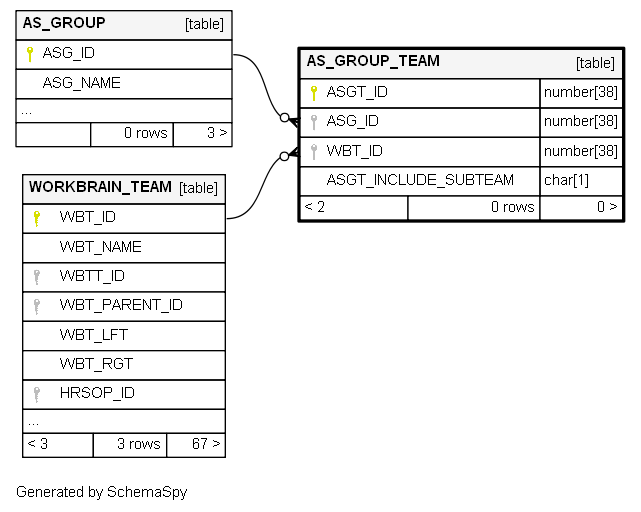 AS_GROUP [table]
ASG_ID
ASG_NAME
...
0 rows 3 >
AS_GROUP_TEAM [table]
ASGT_ID number[38]
ASG_ID number[38]
WBT_ID number[38]
ASGT_INCLUDE_SUBTEAM char[1]
< 2 0 rows 0 >
WORKBRAIN_TEAM [table]
WBT_ID
WBT_NAME
WBTT_ID
WBT_PARENT_ID
WBT_LFT
WBT_RGT
HRSOP_ID
...
< 3 3 rows 67 >
Generated by SchemaSpy